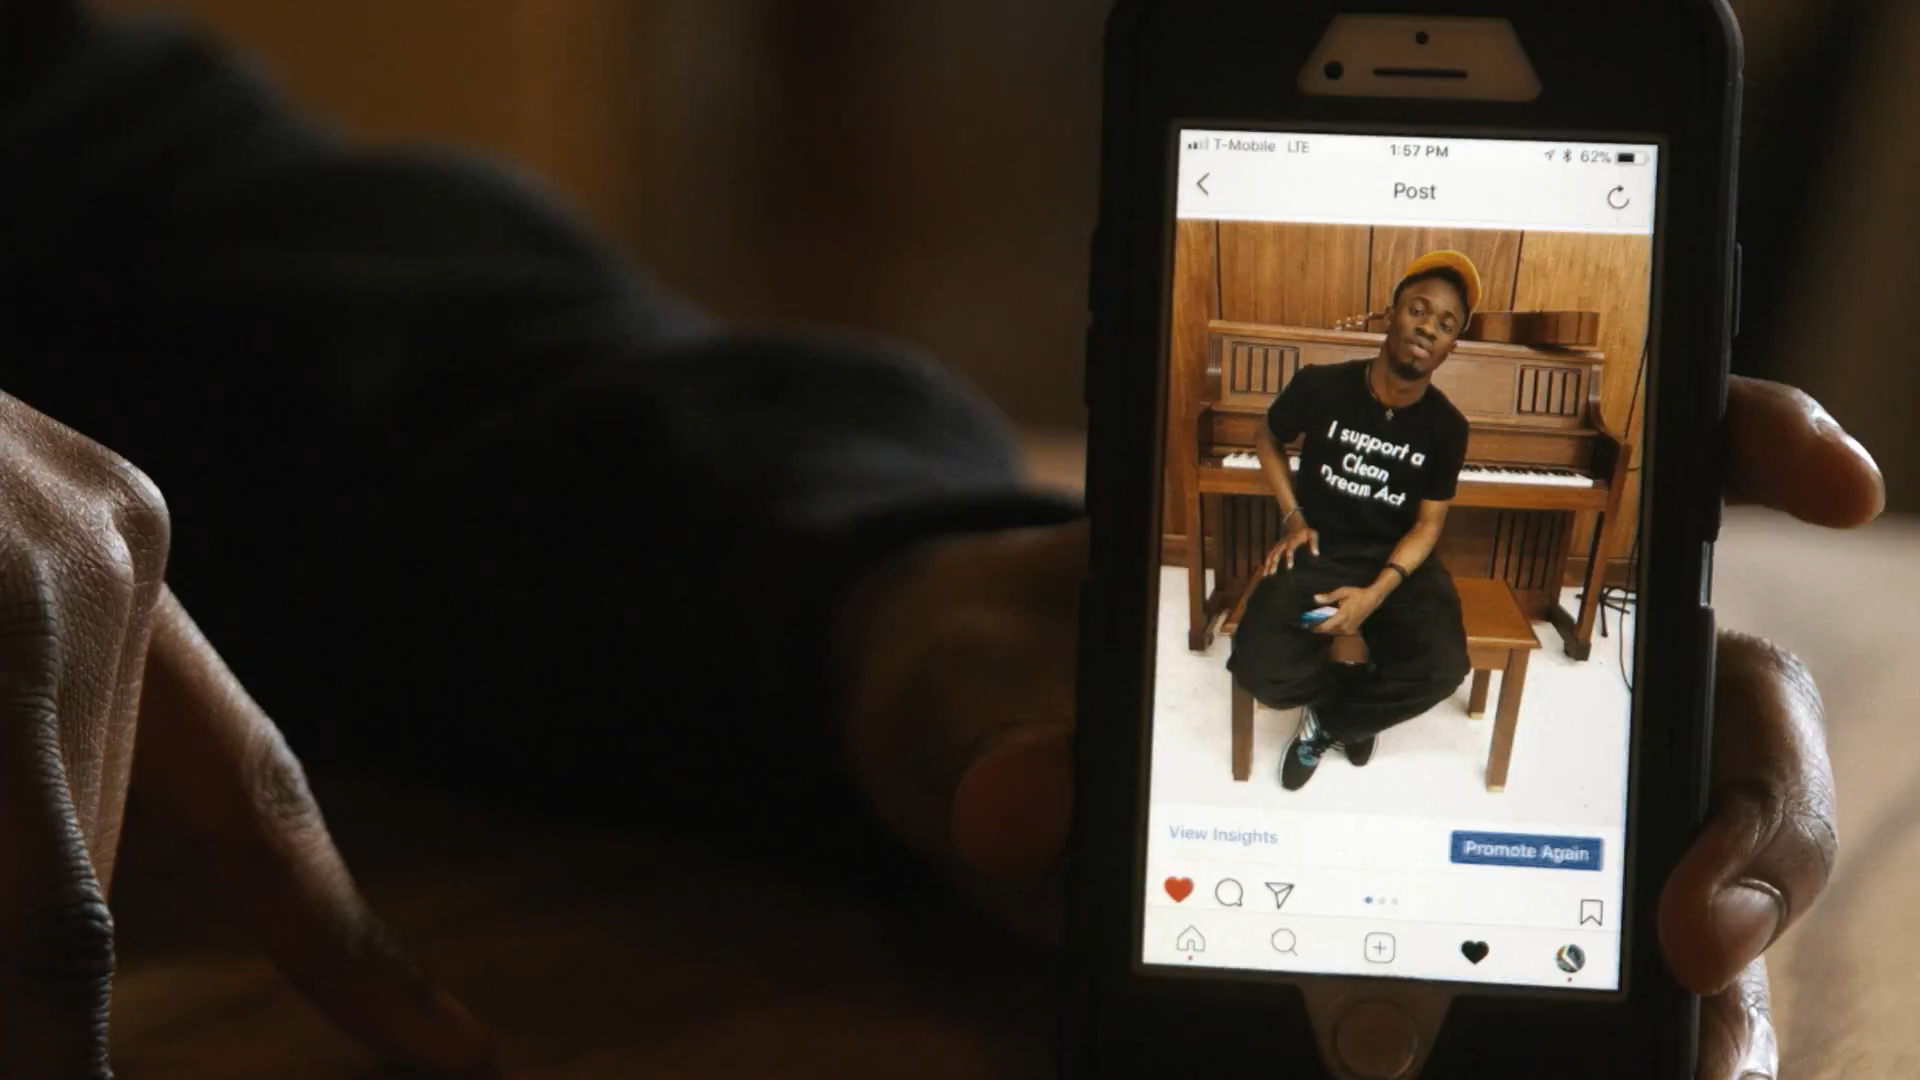 T-Mobile LTE
1:57 PM
62%
Post
I support a
Clean
Dream Act
View Insights
Promote Again